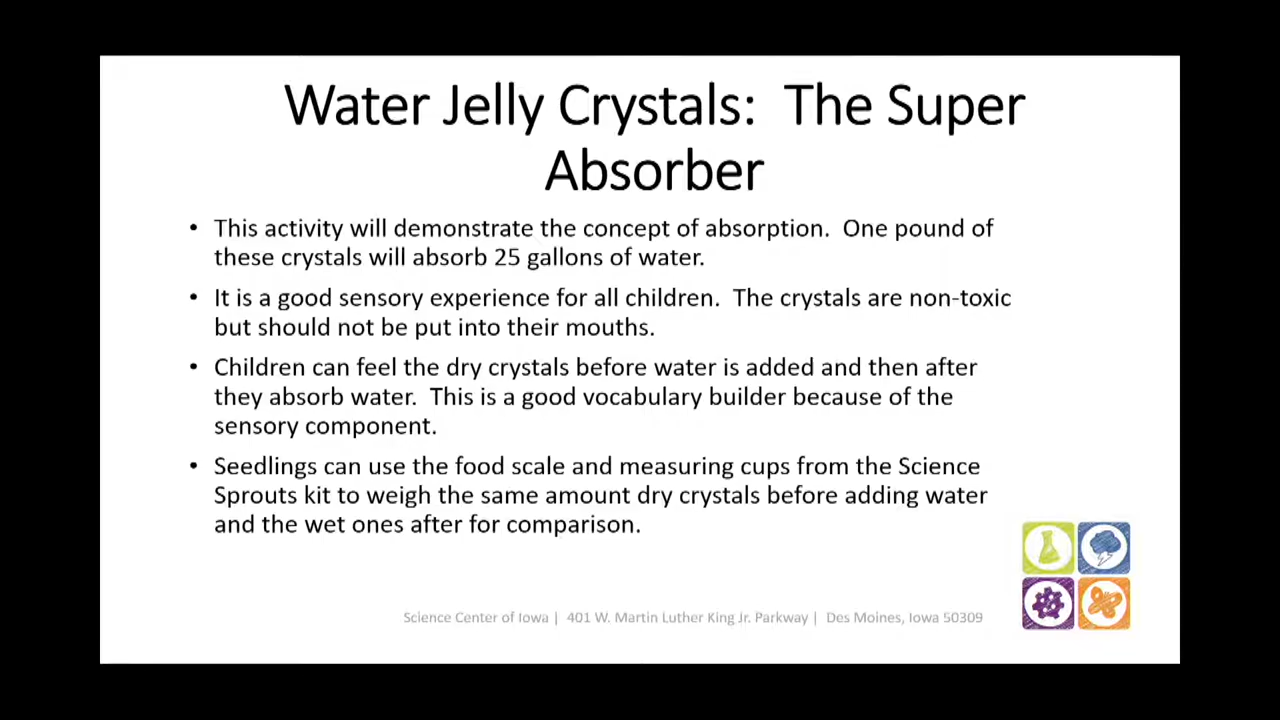 Water Jelly Crystals:  The Super
Absorber
• This activity will demonstrate the concept of absorption.  One pound of
these crystals will absorb 25 gallons of water.
• It is a good sensory experience for all children.  The crystals are non-toxic
but should not be put into their mouths.
• Children can feel the dry crystals before water is added and then after
they absorb water.  This is a good vocabulary builder because of the
sensory component.
• Seedlings can use the food scale and measuring cups from the Science
Sprouts kit to weigh the same amount dry crystals before adding water
and the wet ones after for comparison.
Science Center of Iowa |  401 W. Martin Luther King Jr. Parkway |  Des Moines, Iowa 50309